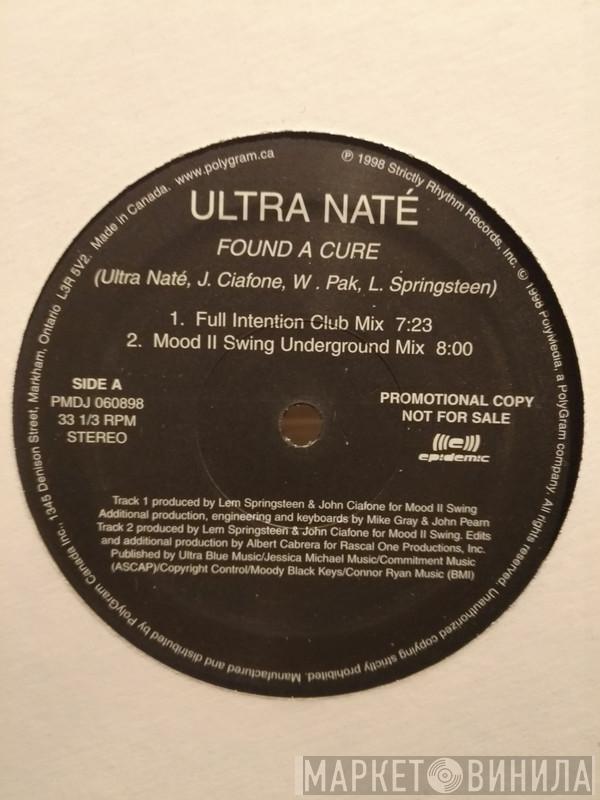 ULTRA NATÉ
FOUND A CURE
(Ultra Naté, J. Ciafone, W . Pak, L. Springsteen)
1. Full Intention Club Mix 7:23
2. Mood II Swing Underground Mix 8:00
SIDE A
PMDJ 060898
33 1/3 RPM
STEREO
PROMOTIONAL COPY
NOT FOR SALE
(((e)))
ep:dem:c
Track 1 produced by Lem Springsteen & John Ciafone for Mood II Swing
Additional production, engineering and keyboards by Mike Gray & John Pearn
Track 2 produced by Lem Springsteen & John Ciafone for Mood II Swing. Edits
and additional production by Albert Cabrera for Rascal One Productions, Inc.
Published by Ultra Blue Music/Jessica Michael Music/Commitment Music
(ASCAP)/Copyright Control/Moody Black Keys/Connor Ryan Music (BMI)
℗ 1998 Strictly Rhythm Records, Inc. © 1998 PolyMedia, a PolyGram company. All rights reserved. Unauthorized copying strictly prohibited. Manufactured and distributed by PolyGram Canada Inc., 1345 Denison Street, Markham, Ontario L3R 5V2. Made in Canada. www.polygram.ca
МАРКЕТ ВИНИЛА